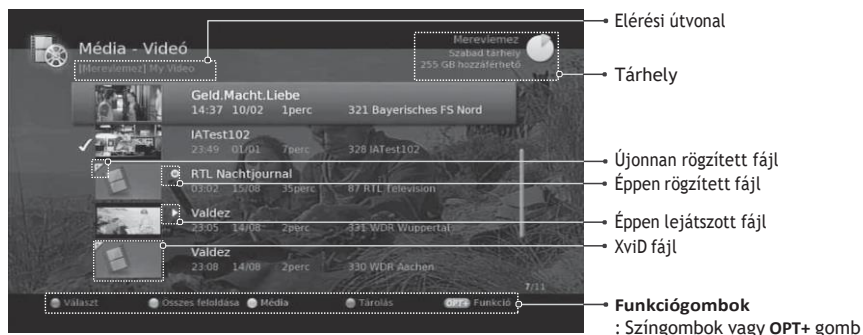 Elérési útvonal
Média - Videó
[Merevlemez] My Video
Merevlemez
Szabad tárhely
255 GB hozzáférhető
Tárhely
Geld.Macht.Liebe
14:37 10/02 1perc 321 Bayerisches FS Nord
IATest102
23:49 01/01 7perc 328 IATest102
Újonnan rögzített fájl
RTL Nachtjournal
Éppen rögzített fájl
03:02 15/08 35perc 87 RTL Television
Valdez
Éppen lejátszott fájl
23:05 14/08 2perc 331 WDR Wuppertal
XviD fájl
Valdez
23:08 14/08 2perc 330 WDR Aachen
7/11
Választ Összes feloldása Média Tárolás OPT+ Funkció
Funkciógombok
: Színgombok vagy OPT+ gomb